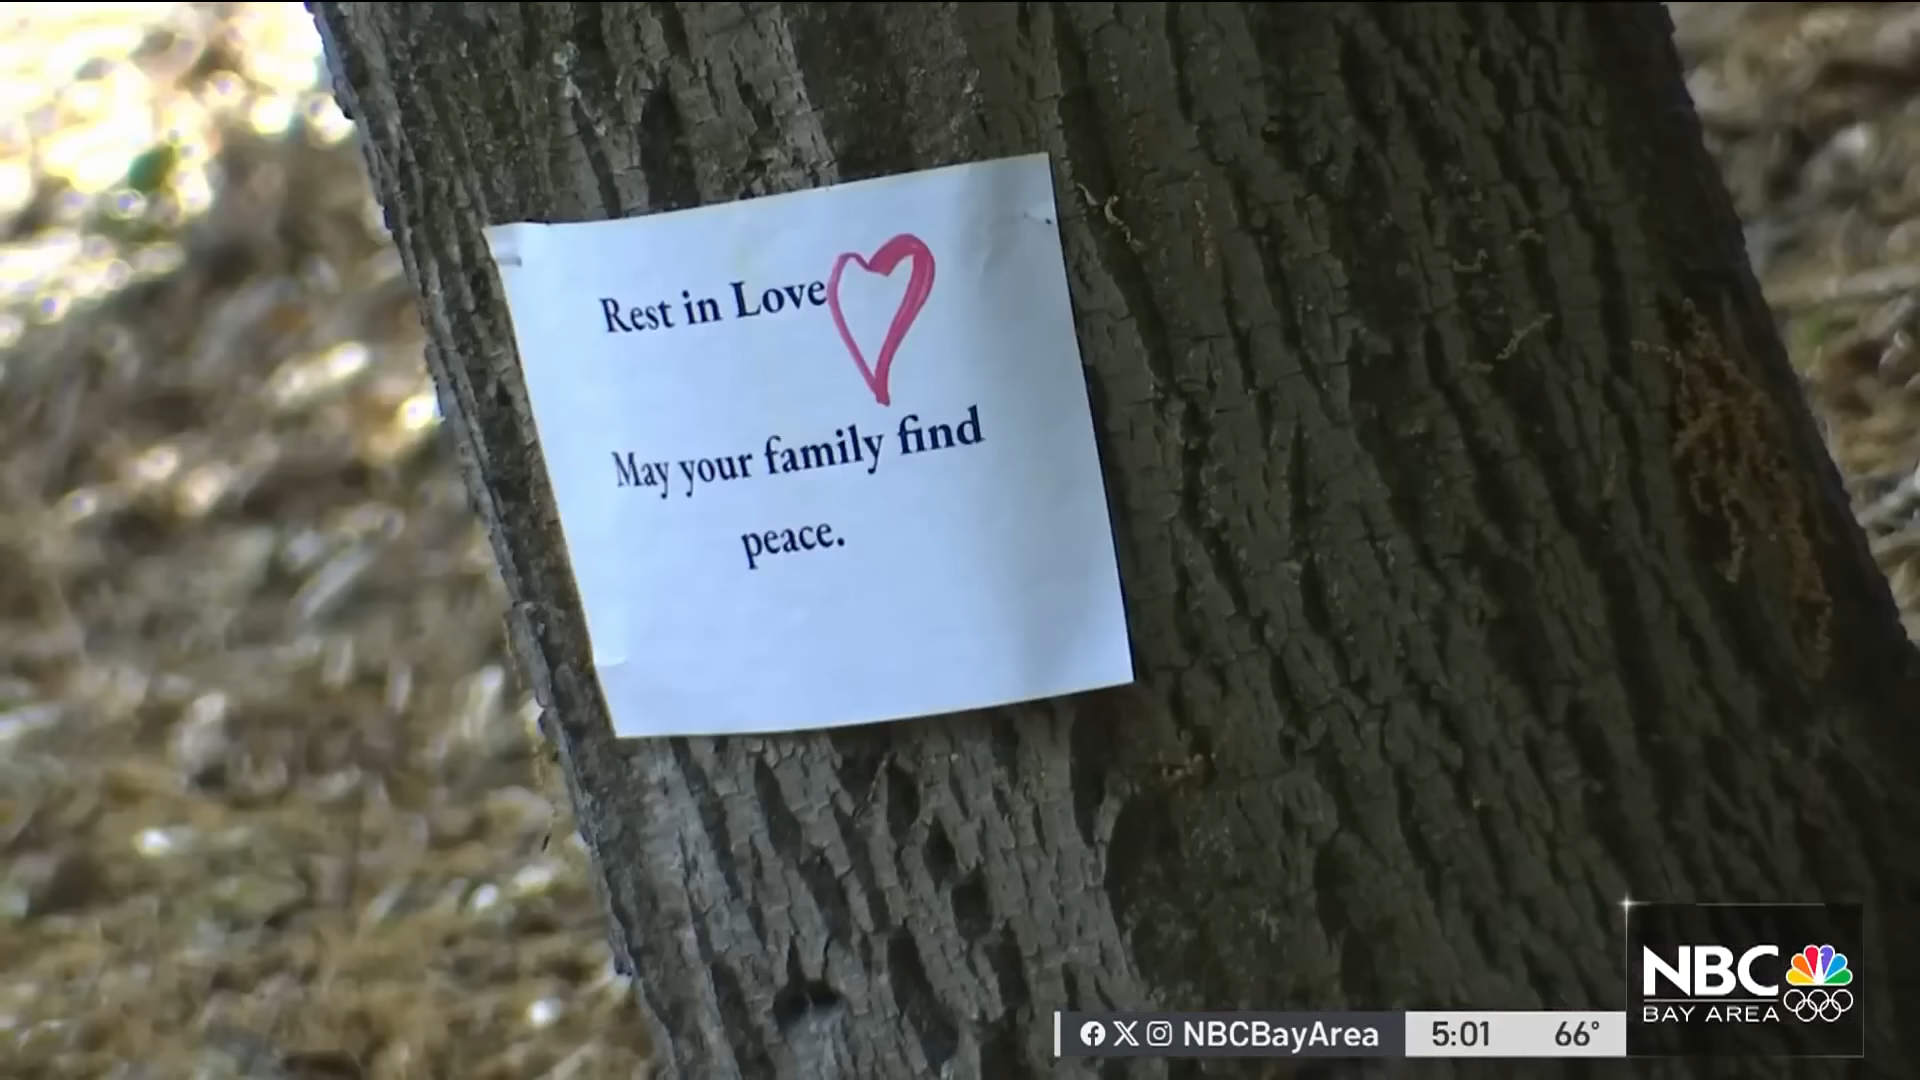 Rest in Love
May your family find
peace.
NBC
BAY AREA
NBCBayArea 5:01 66°